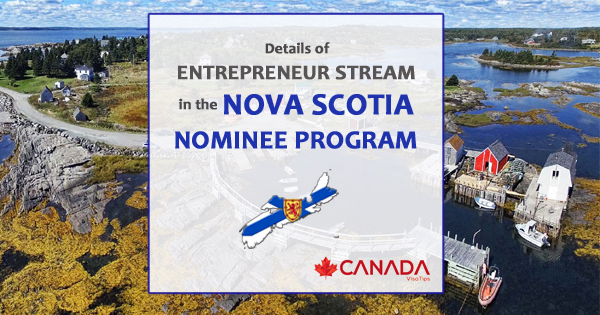 Details of
ENTREPRENEUR STREAM
in the NOVA SCOTIA
NOMINEE PROGRAM
CANADA
VisaTips